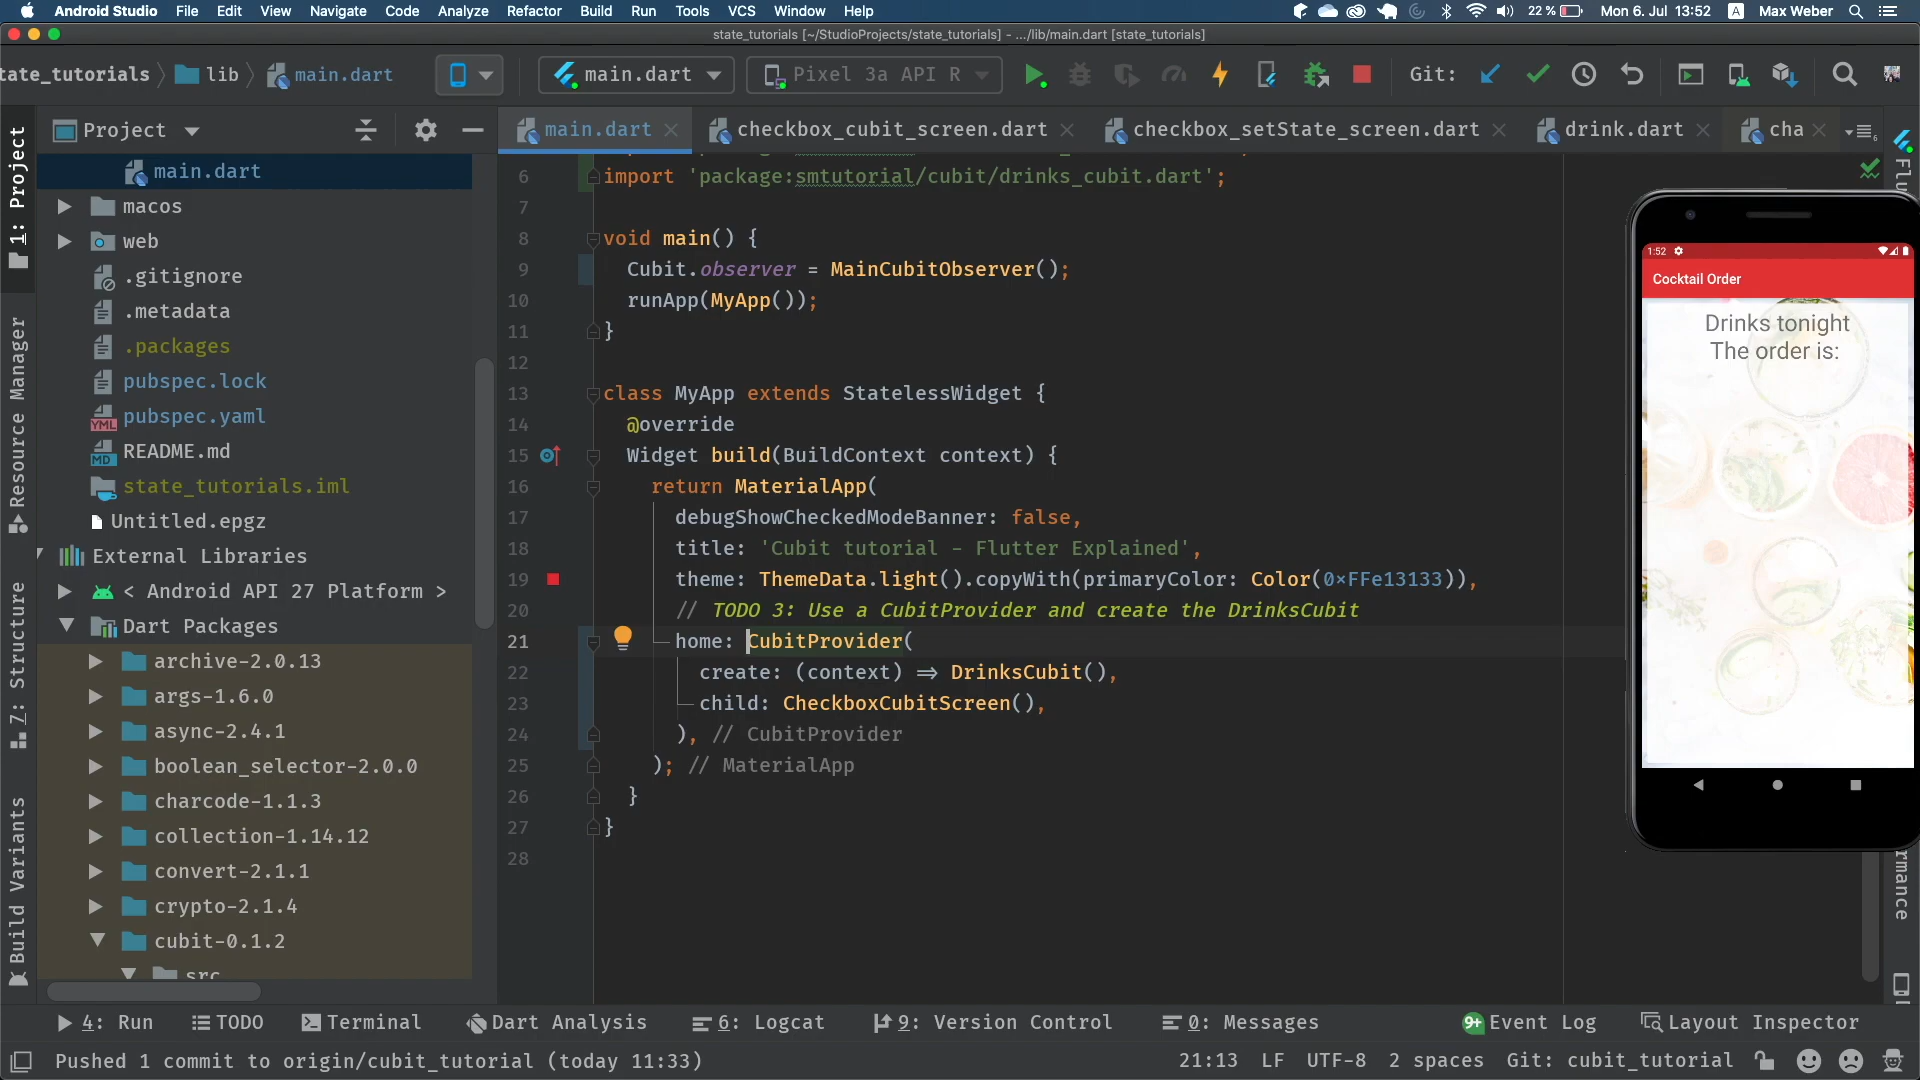 Android Studio File Edit View Navigate Code Analyze Refactor Build Run Tools VCS Window Help 22 % Mon 6. Jul 13:52 A Max Weber
state_tutorials [~/StudioProjects/state_tutorials] - .../lib/main.dart [state_tutorials]
tate_tutorials lib main.dart main.dart Pixel 3a API R Git:
Project
main.dart checkbox_cubit_screen.dart checkbox_setState_screen.dart drink.dart cha
1: Project
Resource Manager
7: Structure
Build Variants
main.dart
macos
web
.gitignore
.metadata
.packages
pubspec.lock
pubspec.yaml
README.md
state_tutorials.iml
Untitled.epgz
External Libraries
< Android API 27 Platform >
Dart Packages
archive-2.0.13
args-1.6.0
async-2.4.1
boolean_selector-2.0.0
charcode-1.1.3
collection-1.14.12
convert-2.1.1
crypto-2.1.4
cubit-0.1.2
src
6 import 'package:smtutorial/cubit/drinks_cubit.dart';
7
8 void main() {
9 Cubit.observer = MainCubitObserver();
10 runApp(MyApp());
11 }
12
13 class MyApp extends StatelessWidget {
14 @override
15 Widget build(BuildContext context) {
16 return MaterialApp(
17 debugShowCheckedModeBanner: false,
18 title: 'Cubit tutorial - Flutter Explained',
19 theme: ThemeData.light().copyWith(primaryColor: Color(0×FFe13133)),
20 // TODO 3: Use a CubitProvider and create the DrinksCubit
21 home: CubitProvider(
22 create: (context) ⇒ DrinksCubit(),
23 child: CheckboxCubitScreen(),
24 ), // CubitProvider
25 ); // MaterialApp
26 }
27 }
28
1:52
Cocktail Order
Drinks tonight
The order is:
Flu
rmance
4: Run TODO Terminal Dart Analysis 6: Logcat 9: Version Control 0: Messages 9+ Event Log Layout Inspector
Pushed 1 commit to origin/cubit_tutorial (today 11:33) 21:13 LF UTF-8 2 spaces Git: cubit_tutorial